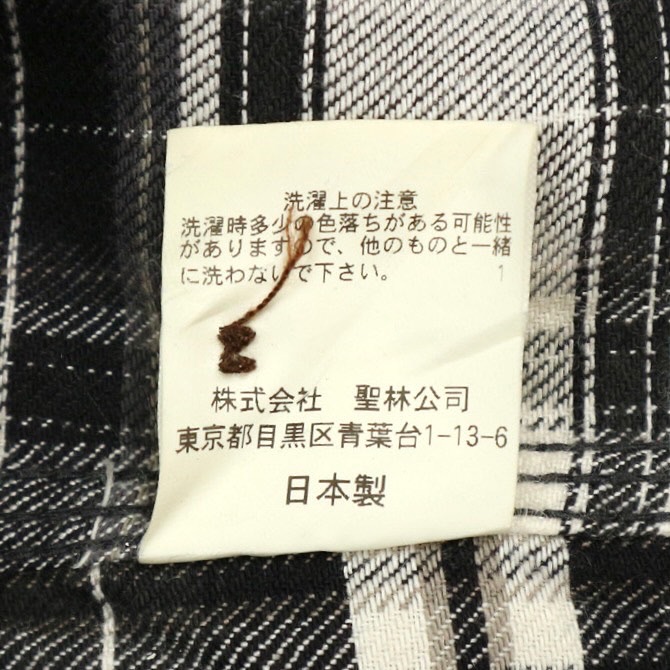 洗濯上の注意
洗濯時多少の色落ちがある可能性
がありますので、他のものと一緒
に洗わないで下さい。 1
株式会社 聖林公司
東京都目黒区青葉台1-13-6
日本製